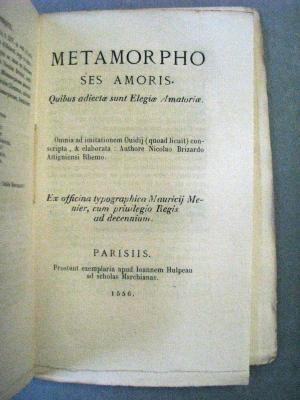 METAMORPHO
SES AMORIS.
Quibus adiectæ sunt Elegiæ Amatoriæ.
Omnia ad imitationem Ouidij (quoad licuit) con-
scripta, & elaborata : Authore Nicolao Brizardo
Attigniensi Rhemo.
Ex officina typographica Mauricij Me-
nier, cum priuilegio Regis
ad decennium.
PARISIIS.
Prostant exemplaria apud Ioannem Hulpeau
ad scholas Marchianas.
1556.